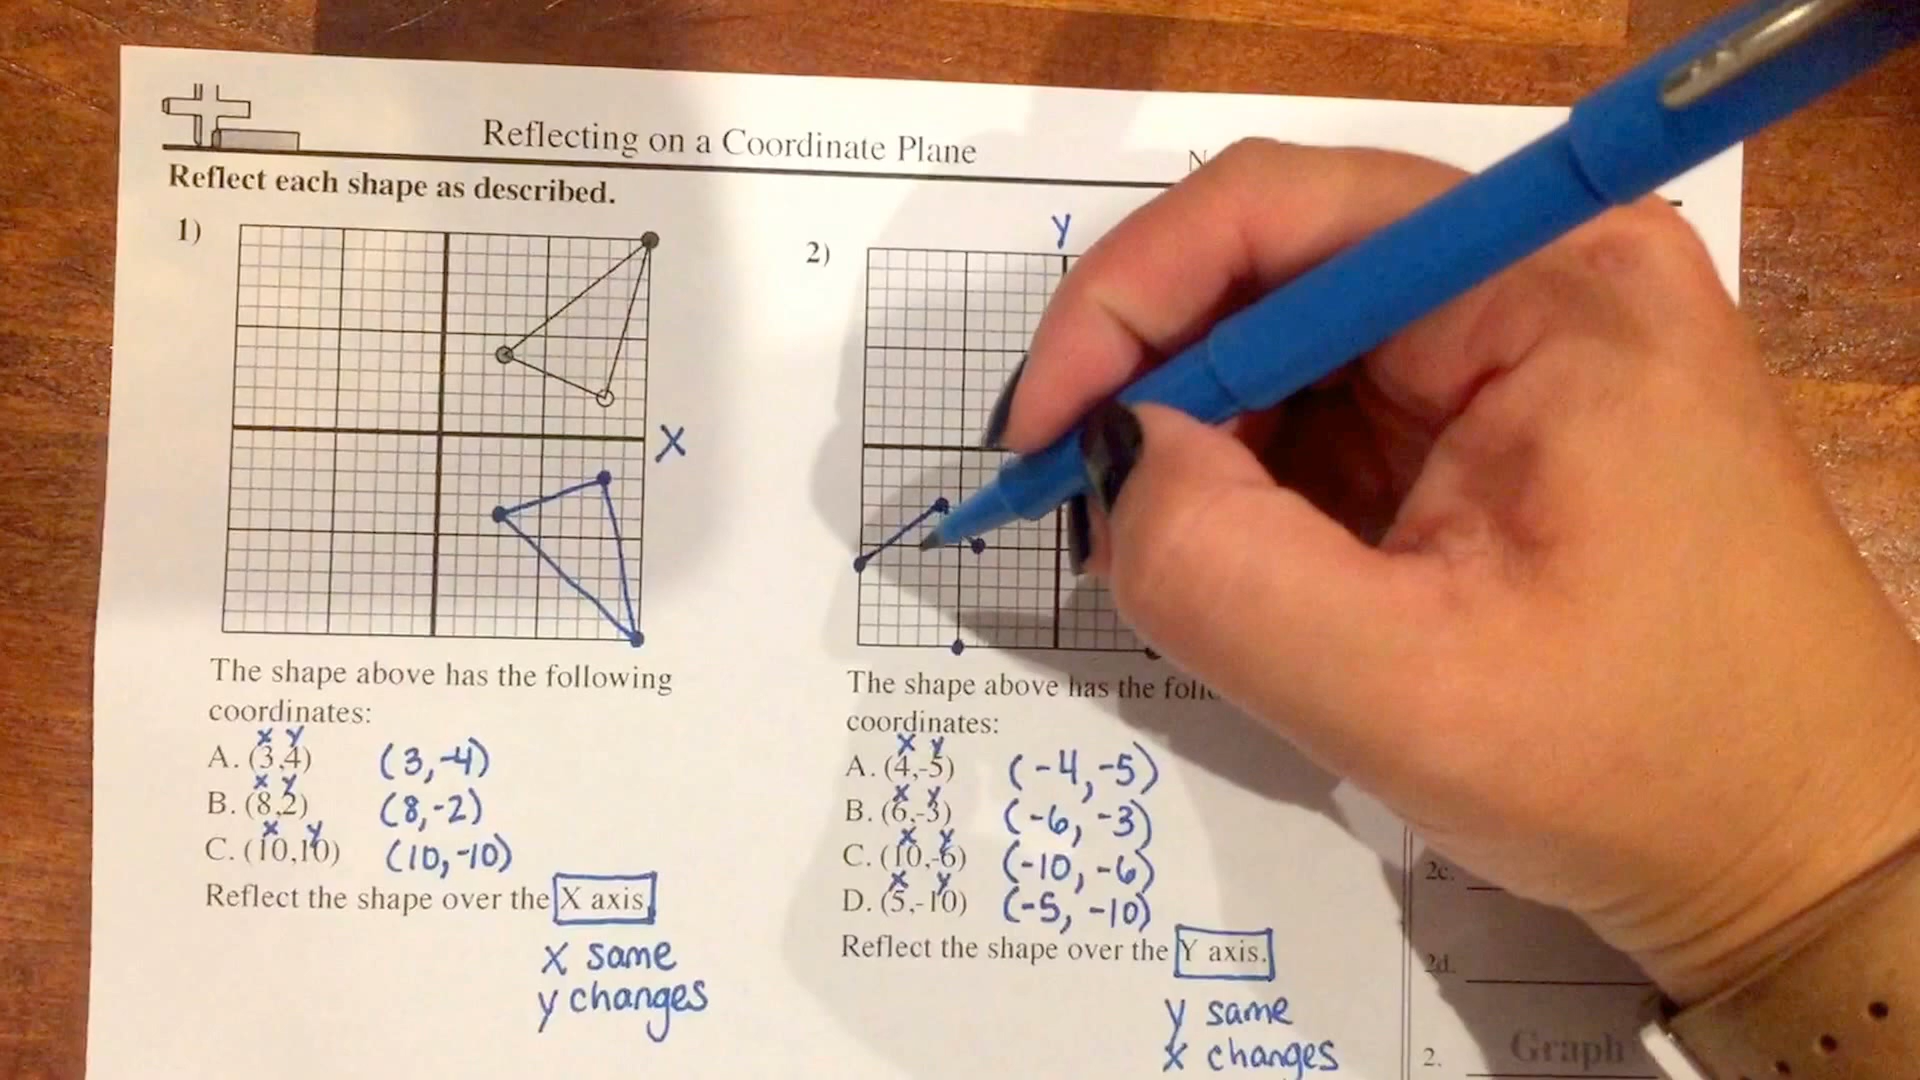 Reflecting on a Coordinate Plane
Reflect each shape as described.
1)
X
The shape above has the following
coordinates:
x y
A. (3,4) (3,-4)
x y
B. (8,2) (8,-2)
x y
C. (10,10) (10,-10)
Reflect the shape over the X axis.
x same
y changes
2)
y
The shape above has the
coordinates:
x y
A. (4,-5) (-4,-5)
x y
B. (6,-3) (-6,-3)
x y
C. (10,-6) (-10,-6)
x y
D. (5,-10) (-5,-10)
Reflect the shape over the Y axis.
y same
x changes
2c.
2d.
2. Graph